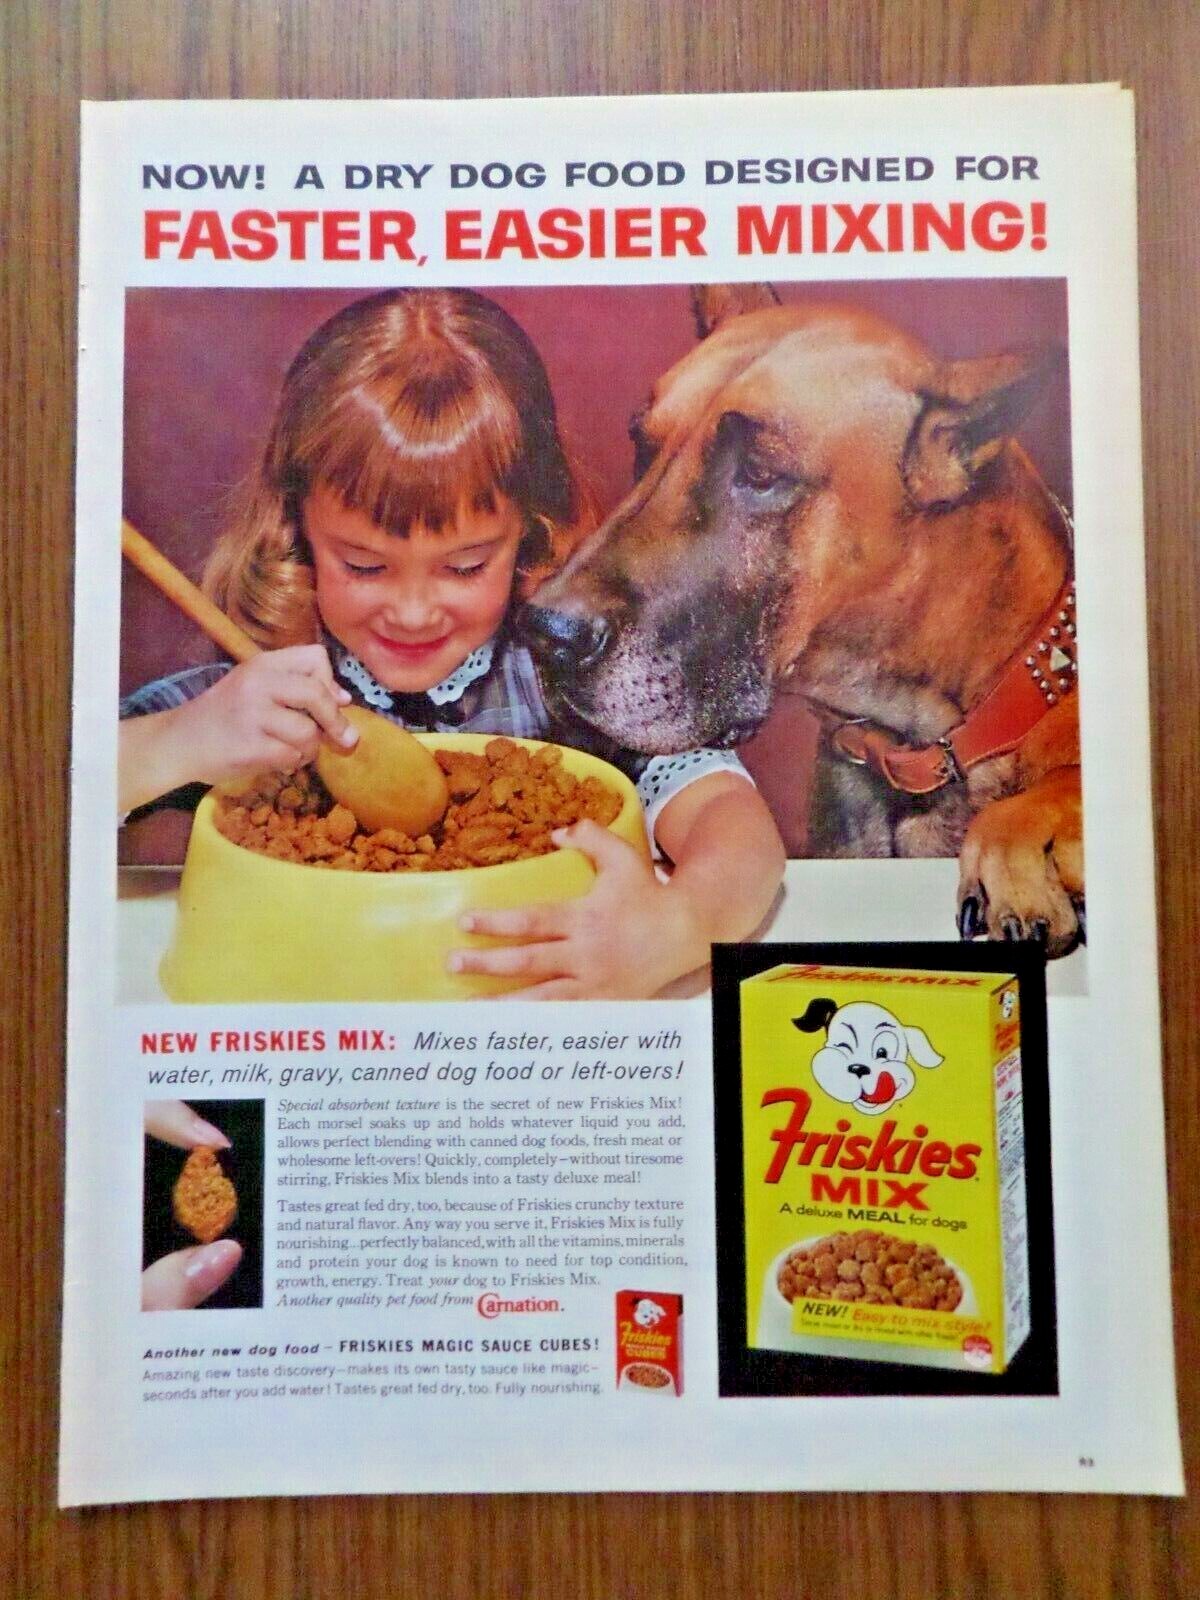 NOW! A DRY DOG FOOD DESIGNED FOR
FASTER, EASIER MIXING!
NEW FRISKIES MIX: Mixes faster, easier with
water, milk, gravy, canned dog food or left-overs!
Special absorbent texture is the secret of new Friskies Mix!
Each morsel soaks up and holds whatever liquid you add,
allows perfect blending with canned dog foods, fresh meat or
wholesome left-overs! Quickly, completely—without tiresome
stirring, Friskies Mix blends into a tasty deluxe meal!
Tastes great fed dry, too, because of Friskies crunchy texture
and natural flavor. Any way you serve it, Friskies Mix is fully
nourishing...perfectly balanced, with all the vitamins, minerals
and protein your dog is known to need for top condition,
growth, energy. Treat your dog to Friskies Mix.
Another quality pet food from Carnation.
Another new dog food – FRISKIES MAGIC SAUCE CUBES!
Amazing new taste discovery—makes its own tasty sauce like magic—
seconds after you add water! Tastes great fed dry, too. Fully nourishing.
Friskies
CUBES
Friskies MIX
Friskies
MIX
A deluxe MEAL for dogs
NEW! Easy to mix style!
R3